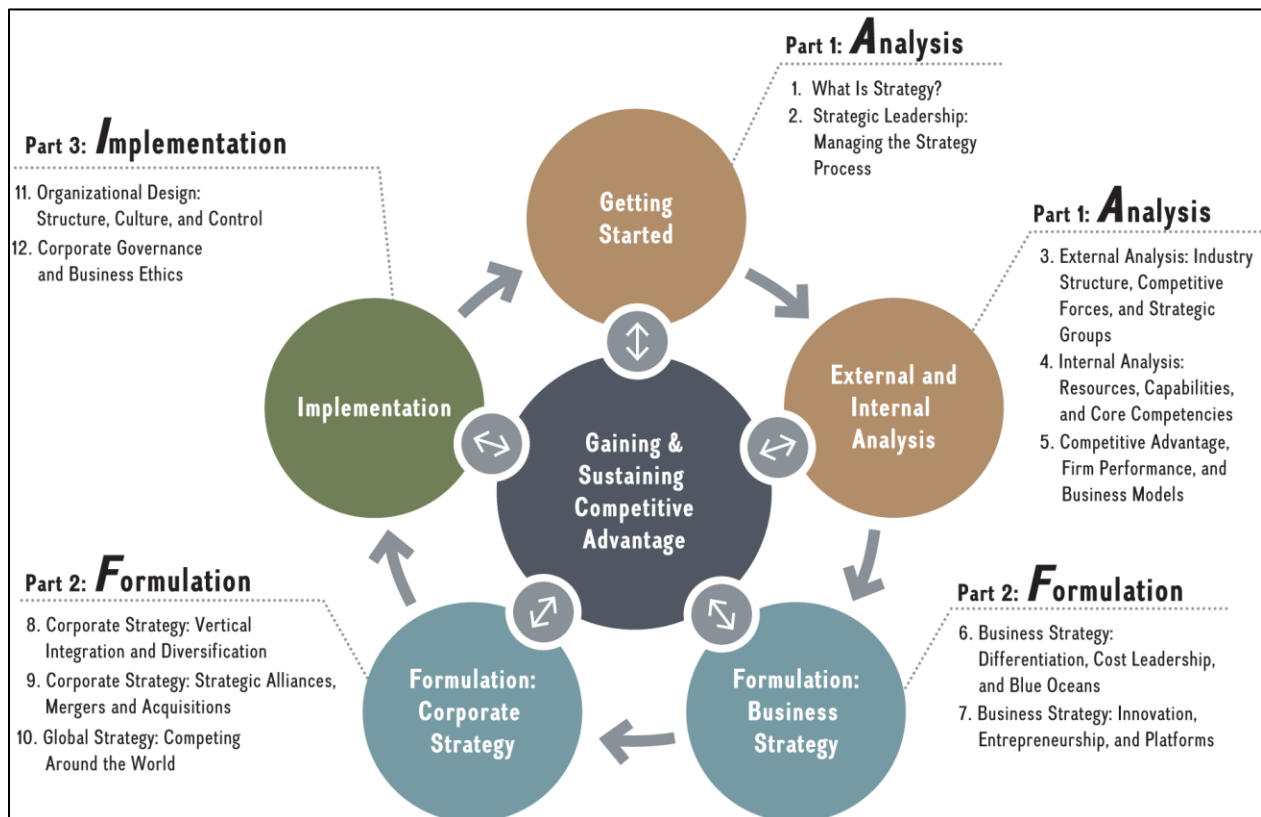 Part 1: Analysis
1. What Is Strategy?
2. Strategic Leadership:
Managing the Strategy
Process
Part 3: Implementation
11. Organizational Design:
Structure, Culture, and Control
12. Corporate Governance
and Business Ethics
Getting
Started
Part 1: Analysis
3. External Analysis: Industry
Structure, Competitive
Forces, and Strategic
Groups
4. Internal Analysis:
Resources, Capabilities,
and Core Competencies
5. Competitive Advantage,
Firm Performance, and
Business Models
External and
Internal
Analysis
Implementation
Gaining &
Sustaining
Competitive
Advantage
Part 2: Formulation
8. Corporate Strategy: Vertical
Integration and Diversification
9. Corporate Strategy: Strategic Alliances,
Mergers and Acquisitions
10. Global Strategy: Competing
Around the World
Formulation:
Corporate
Strategy
Formulation:
Business
Strategy
Part 2: Formulation
6. Business Strategy:
Differentiation, Cost Leadership,
and Blue Oceans
7. Business Strategy: Innovation,
Entrepreneurship, and Platforms